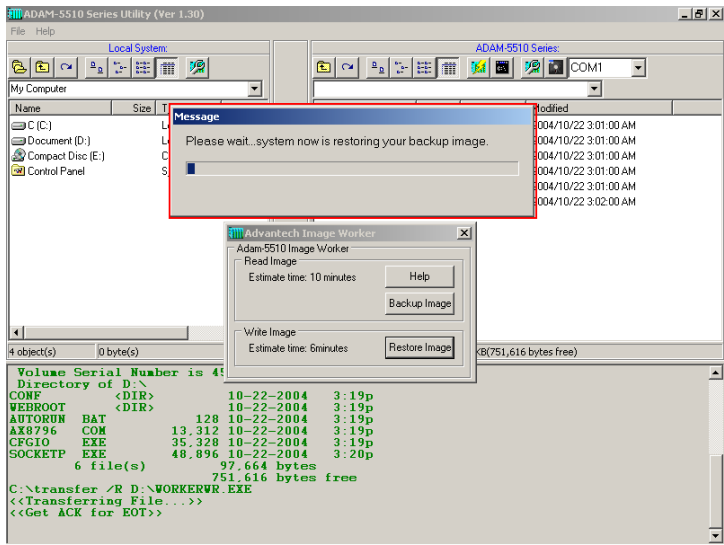 ADAM-5510 Series Utility (Ver 1.30)
File Help
Local System:
ADAM-5510 Series:
COM1
My Computer
Name Size T
Modified
C (C:) L
Document (D:) L
Compact Disc (E:) C
Control Panel S
2004/10/22 3:01:00 AM
2004/10/22 3:01:00 AM
2004/10/22 3:01:00 AM
2004/10/22 3:01:00 AM
2004/10/22 3:01:00 AM
2004/10/22 3:02:00 AM
Message
Please wait...system now is restoring your backup image.
Advantech Image Worker
Adam-5510 Image Worker
Read Image
Estimate time: 10 minutes
Help
Backup Image
Write Image
Estimate time: 6minutes
Restore Image
4 object(s) 0 byte(s)
KB(751,616 bytes free)
Volume Serial Number is 45
Directory of D:\
CONF <DIR> 10-22-2004 3:19p
WEBROOT <DIR> 10-22-2004 3:19p
AUTORUN BAT 128 10-22-2004 3:19p
AX8796 COM 13,312 10-22-2004 3:19p
CFGIO EXE 35,328 10-22-2004 3:19p
SOCKETP EXE 48,896 10-22-2004 3:20p
6 file(s) 97,664 bytes
751,616 bytes free
C:\transfer /R D:\WORKERWR.EXE
<<Transferring File...>>
<<Get ACK for EOT>>